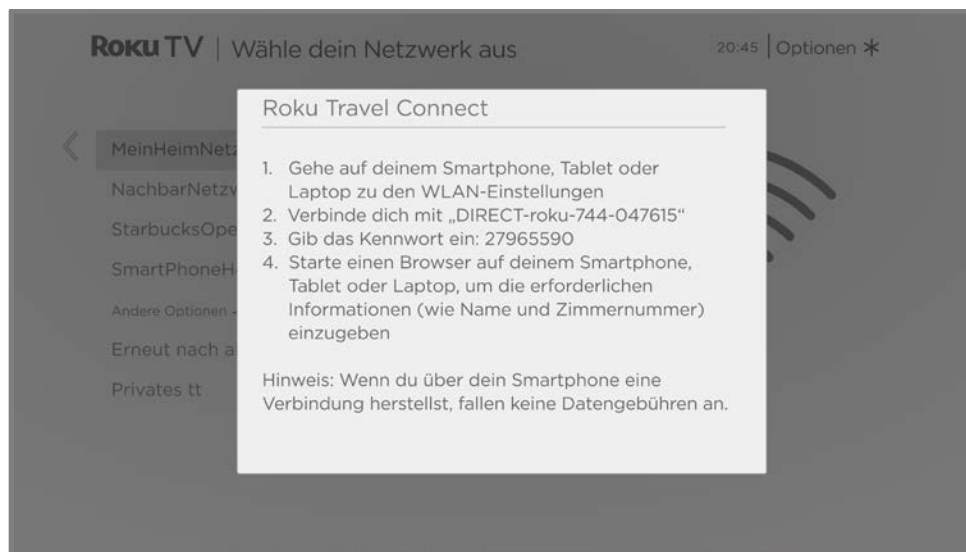 Roku TV | Wähle dein Netzwerk aus
20:45 | Optionen
Roku Travel Connect
MeinHeimNetz
NachbarNetzw
StarbucksOpe
SmartPhoneH
Andere Optionen
Erneut nach a
Privates tt
1. Gehe auf deinem Smartphone, Tablet oder
Laptop zu den WLAN-Einstellungen
2. Verbinde dich mit „DIRECT-roku-744-047615“
3. Gib das Kennwort ein: 27965590
4. Starte einen Browser auf deinem Smartphone,
Tablet oder Laptop, um die erforderlichen
Informationen (wie Name und Zimmernummer)
einzugeben
Hinweis: Wenn du über dein Smartphone eine
Verbindung herstellst, fallen keine Datengebühren an.